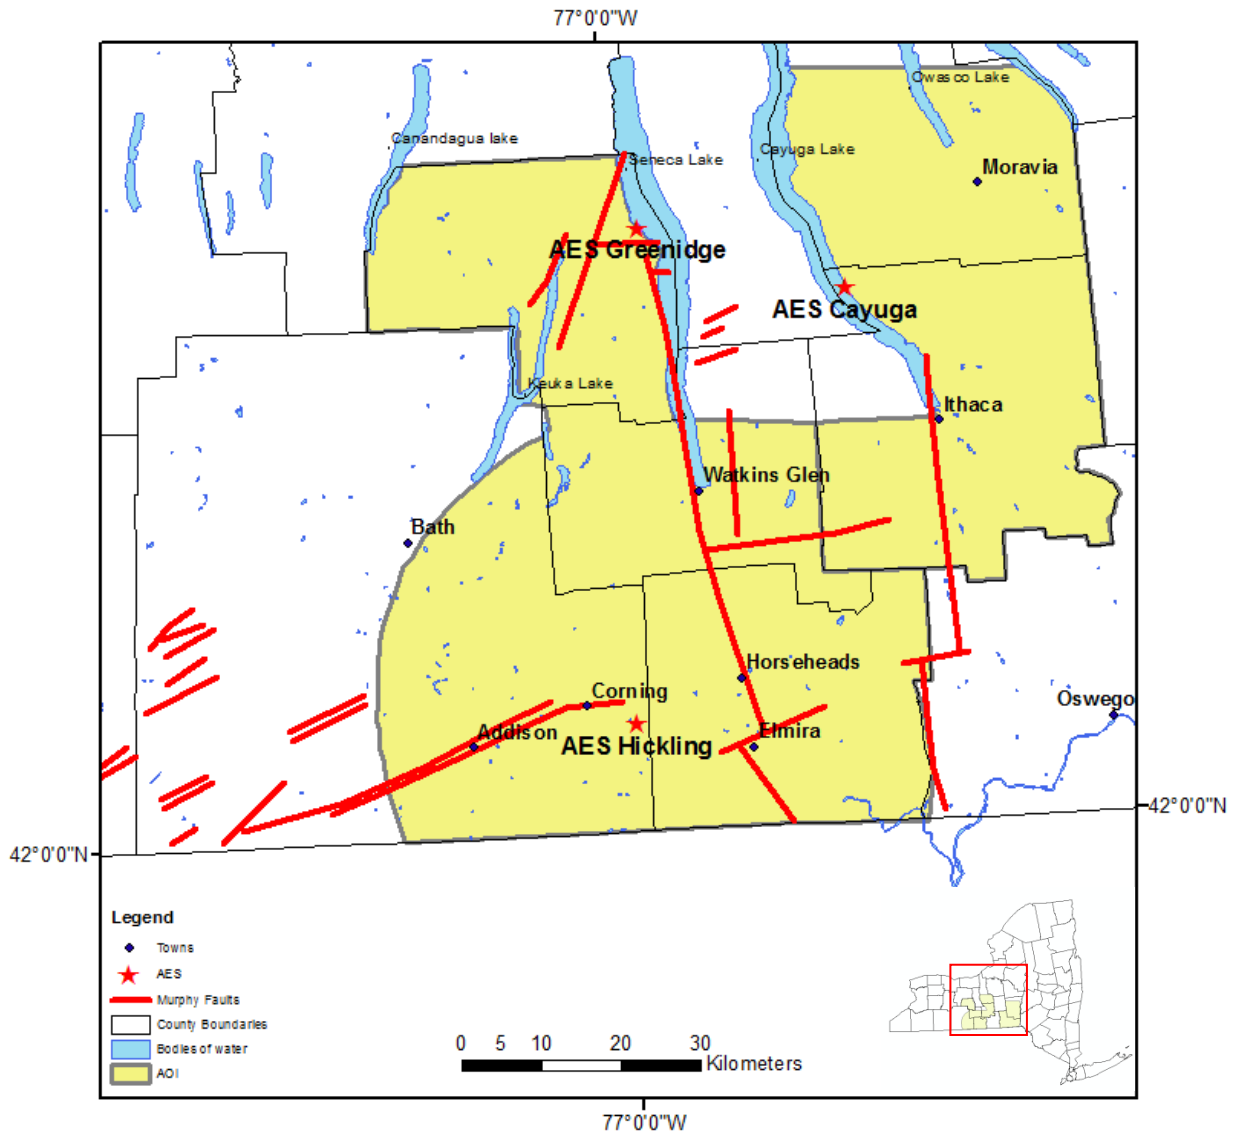 77°0'0"W
Owasco Lake
Canandagua lake
Cayuga Lake
Seneca Lake
Moravia
AES Greenidge
AES Cayuga
Keuka Lake
Ithaca
Watkins Glen
Bath
Horseheads
Corning
Oswego
Addison
Elmira
AES Hickling
42°0'0"N
42°0'0"N
Legend
Towns
AES
Murphy Faults
County Boundaries
Bodies of water
AOI
0 5 10 20 30
Kilometers
77°0'0"W